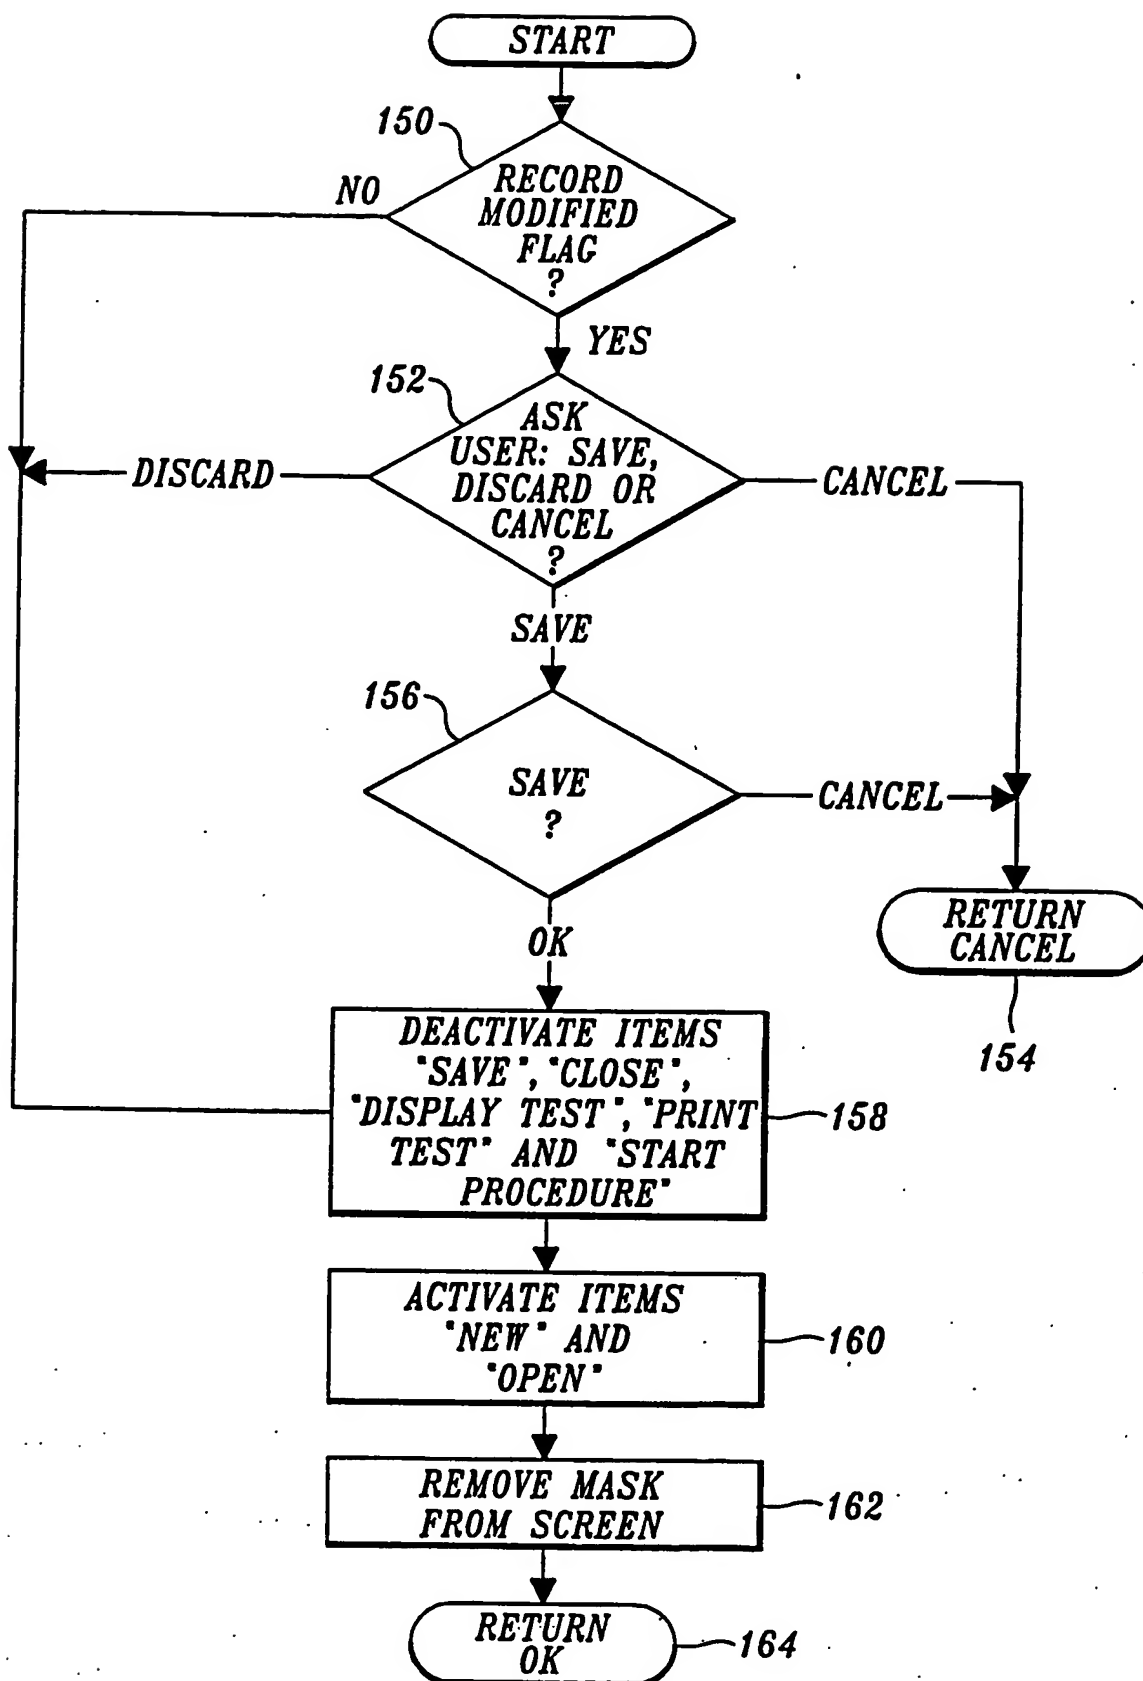 START
150
NO
RECORD
MODIFIED
FLAG
?
YES
152
ASK
USER: SAVE,
DISCARD OR
CANCEL
?
DISCARD
CANCEL
SAVE
156
SAVE
?
CANCEL
RETURN
CANCEL
154
OK
DEACTIVATE ITEMS
"SAVE", "CLOSE",
"DISPLAY TEST", "PRINT
TEST" AND "START
PROCEDURE"
158
ACTIVATE ITEMS
"NEW" AND
"OPEN"
160
REMOVE MASK
FROM SCREEN
162
RETURN
OK
164